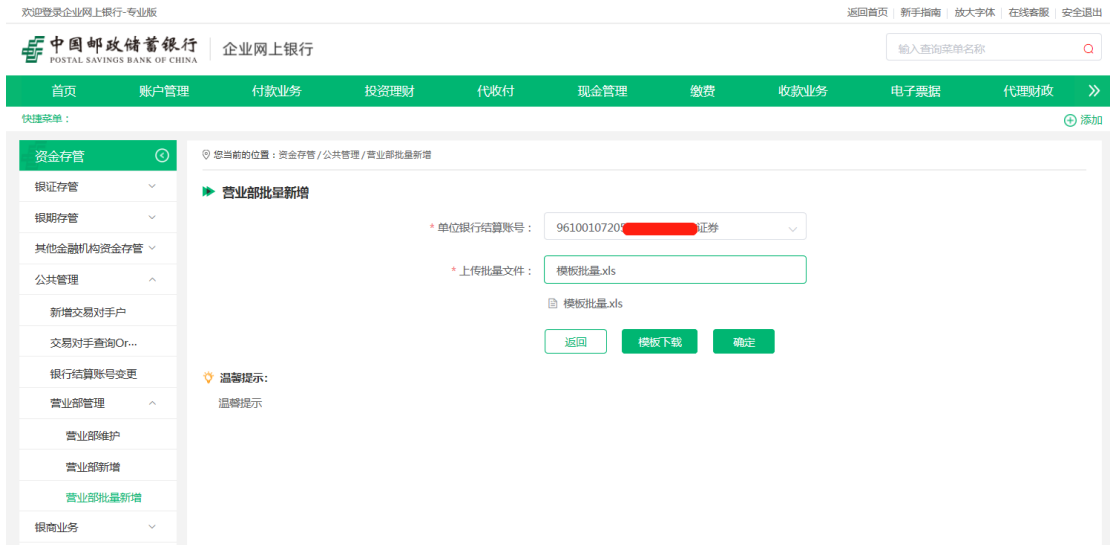 欢迎登录企业网上银行-专业版 返回首页 新手指南 放大字体 在线客服 安全退出
中国邮政储蓄银行 企业网上银行 输入查询菜单名称
POSTAL SAVINGS BANK OF CHINA
首页 账户管理 付款业务 投资理财 代收付 现金管理 缴费 收款业务 电子票据 代理财政
快捷菜单： 添加
资金存管
您当前的位置：资金存管/公共管理/营业部批量新增
银证存管
营业部批量新增
银期存管
* 单位银行结算账号： 9610010720 证券
其他金融机构资金存管
* 上传批量文件： 模板批量.xls
公共管理
模板批量.xls
新增交易对手户
交易对手查询Or...
返回 模板下载 确定
银行结算账号变更
温馨提示：
营业部管理
温馨提示
营业部维护
营业部新增
营业部批量新增
银商业务